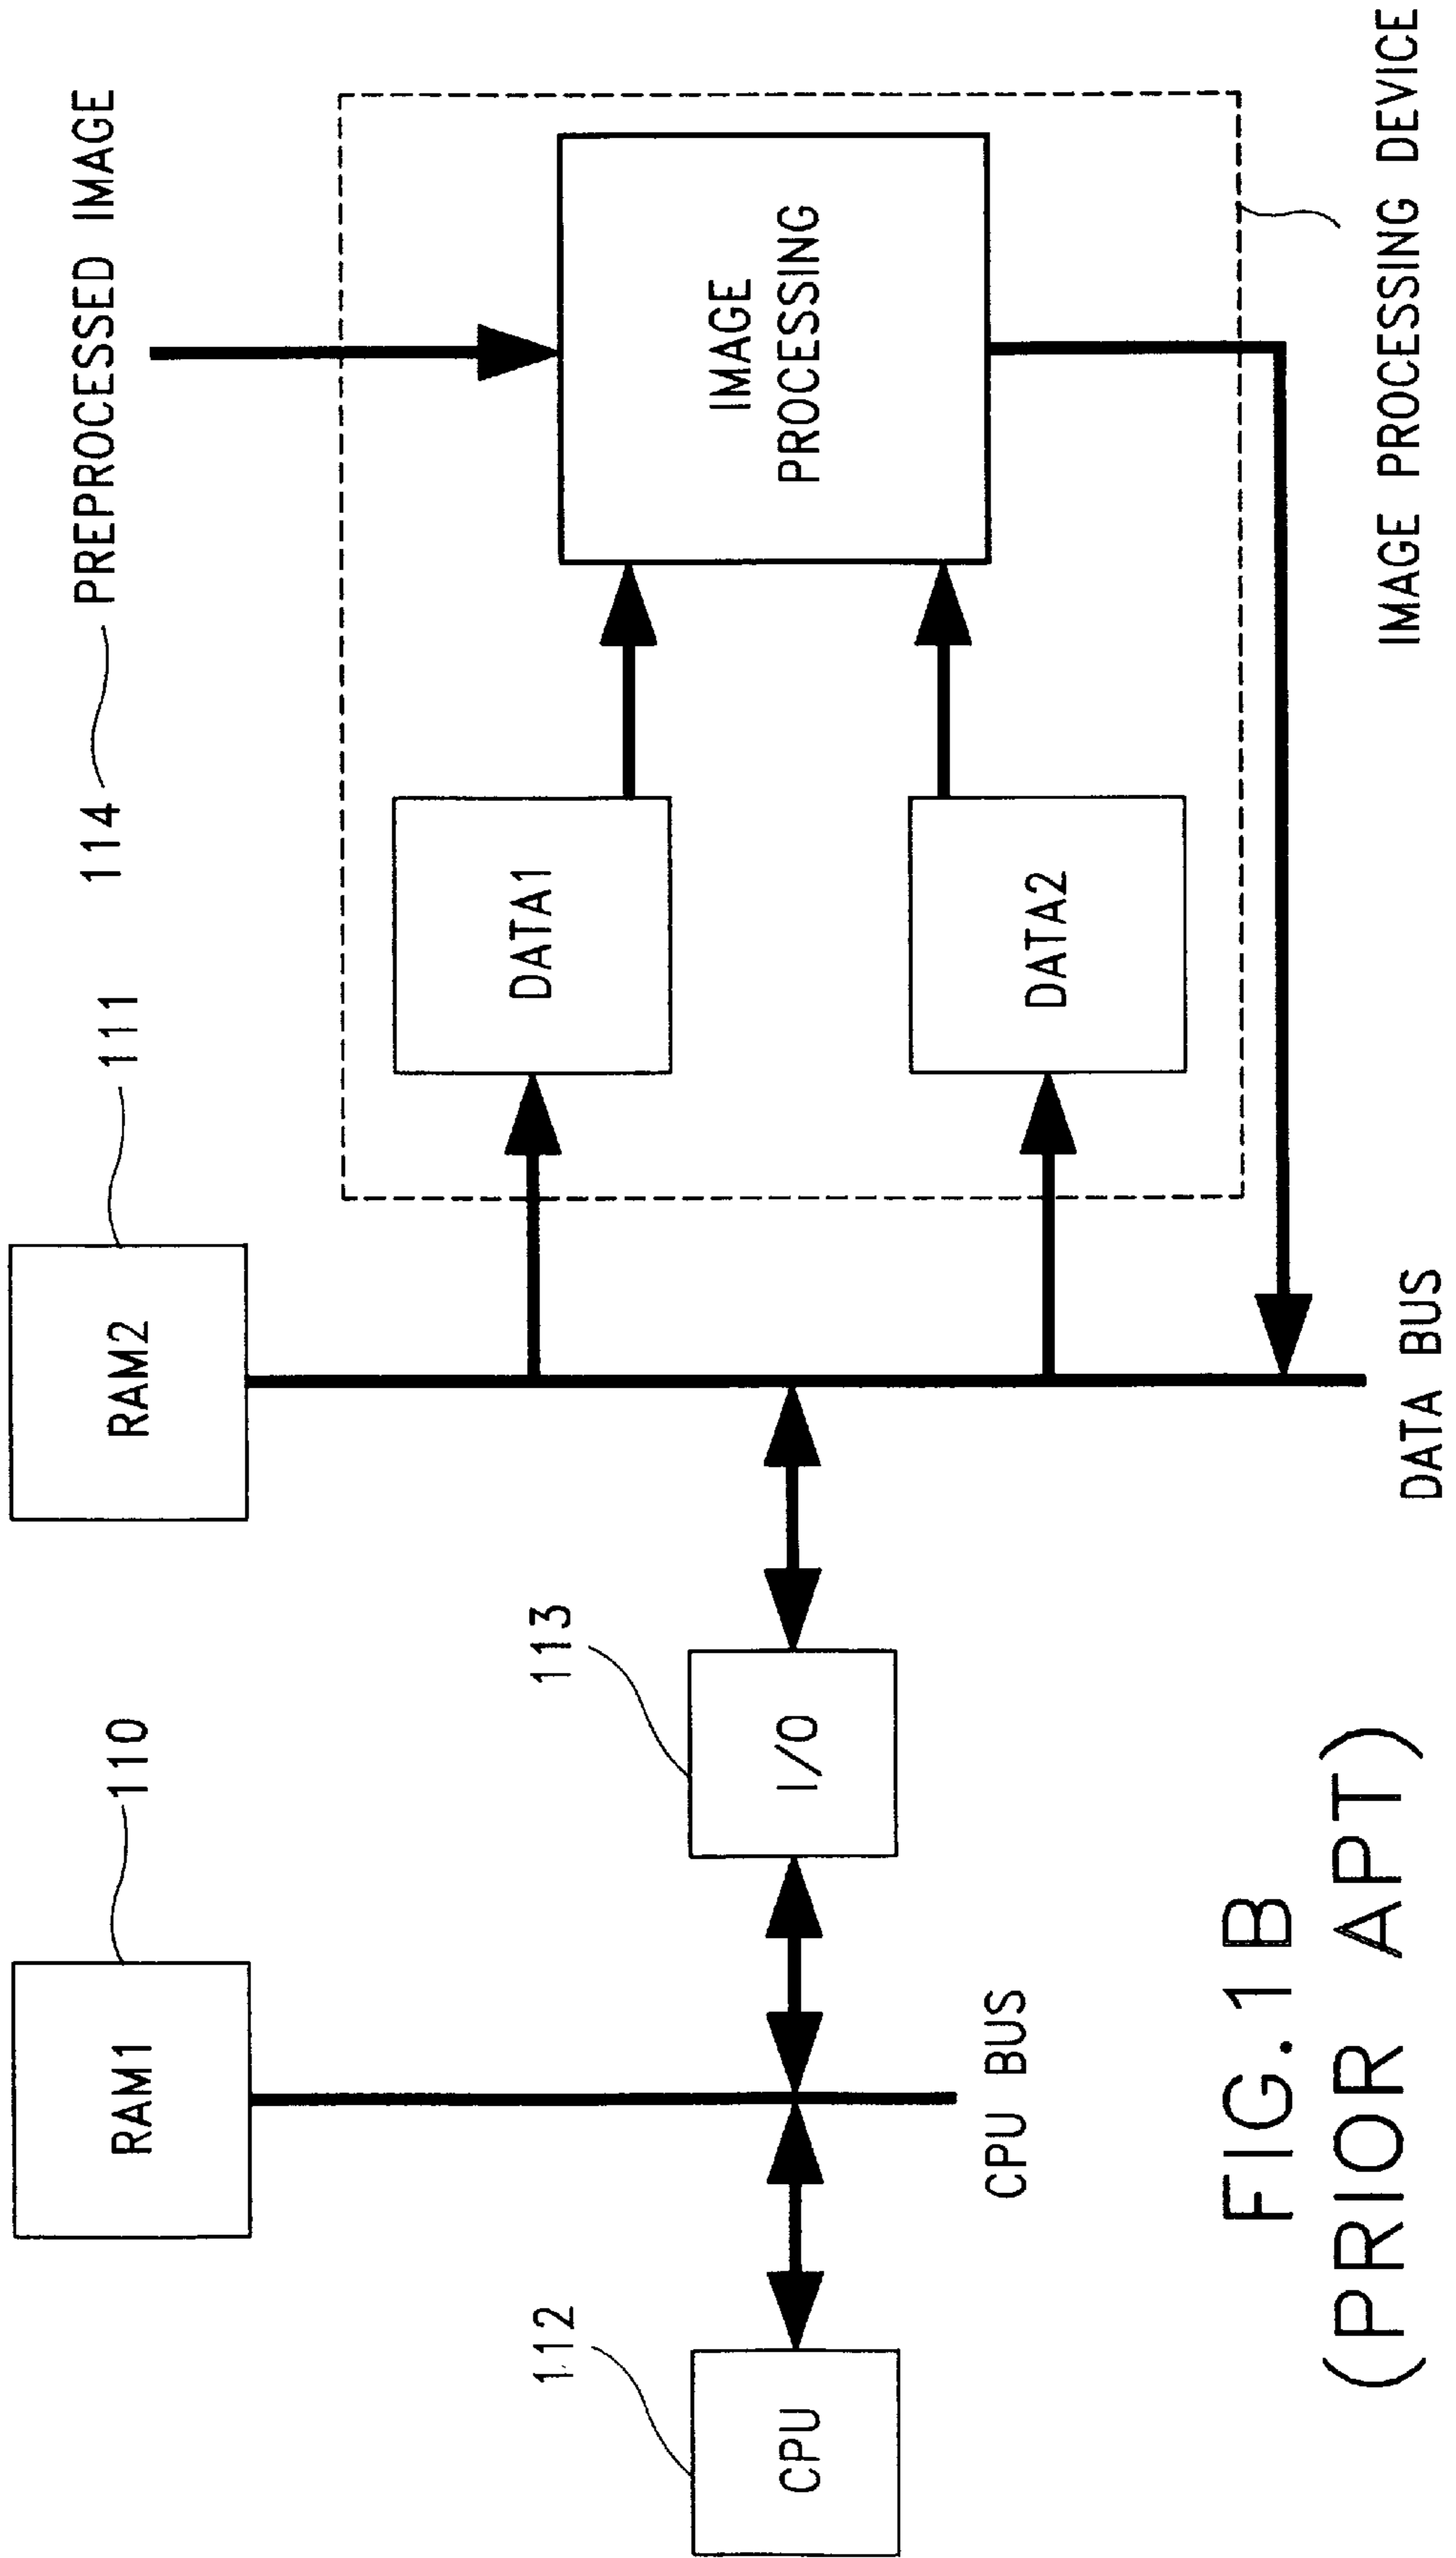 114
PREPROCESSED IMAGE
110
111
RAM1
RAM2
112
113
DATA1
IMAGE
PROCESSING
CPU
I/O
DATA2
CPU BUS
FIG. 1B
(PRIOR APT)
DATA BUS
IMAGE PROCESSING DEVICE